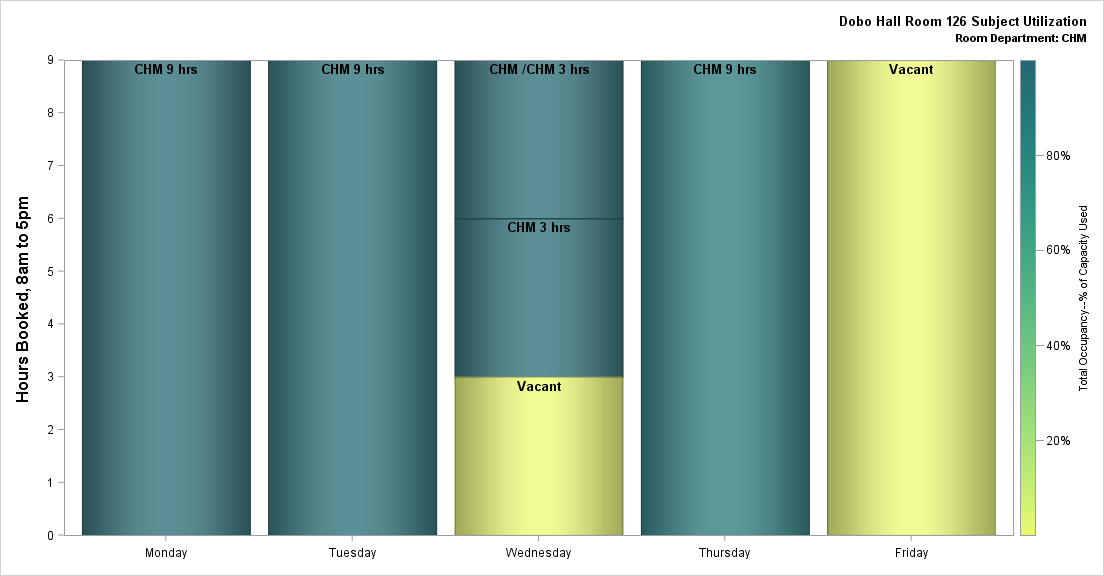 Dobo Hall Room 126 Subject Utilization
Room Department: CHM
Hours Booked, 8am to 5pm
9
8
7
6
5
4
3
2
1
0
CHM 9 hrs
CHM 9 hrs
CHM /CHM 3 hrs
CHM 3 hrs
Vacant
CHM 9 hrs
Vacant
Monday
Tuesday
Wednesday
Thursday
Friday
80%
60%
40%
20%
Total Occupancy--% of Capacity Used